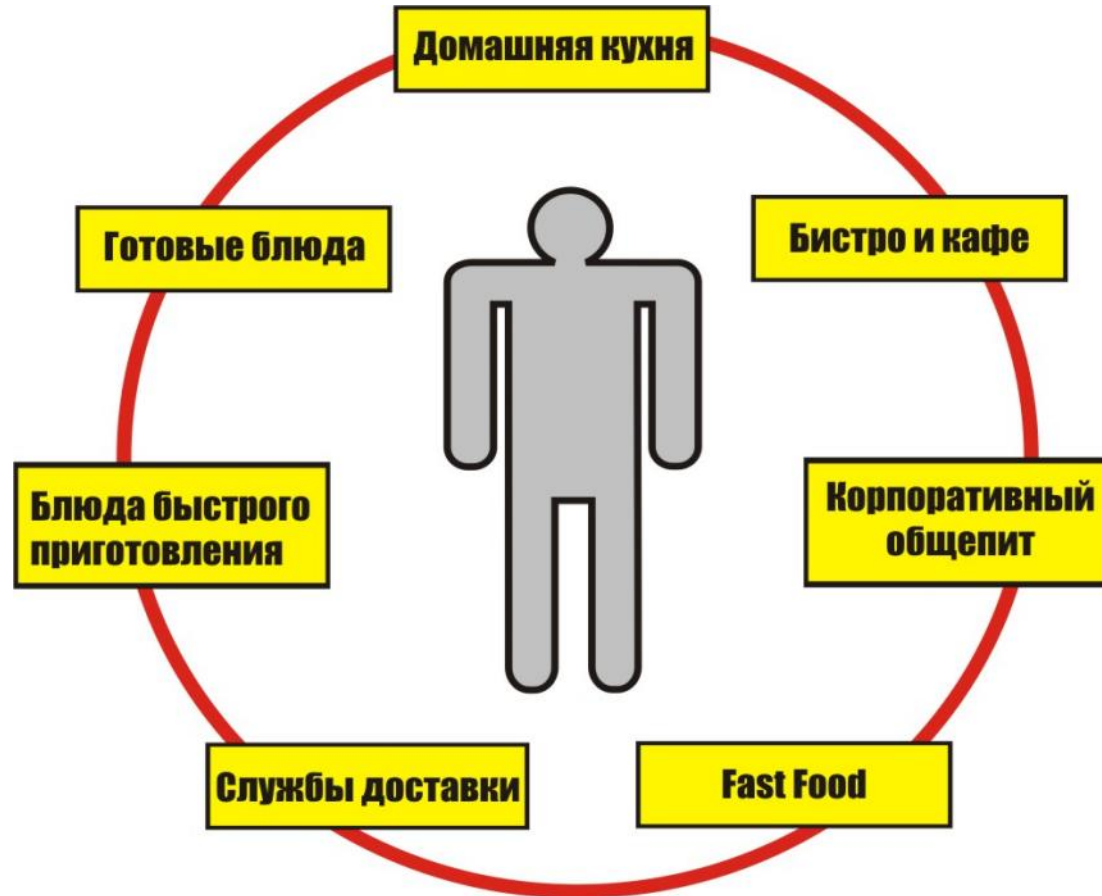 Домашняя кухня
Готовые блюда
Бистро и кафе
Блюда быстрого
приготовления
Корпоративный
общепит
Службы доставки
Fast Food